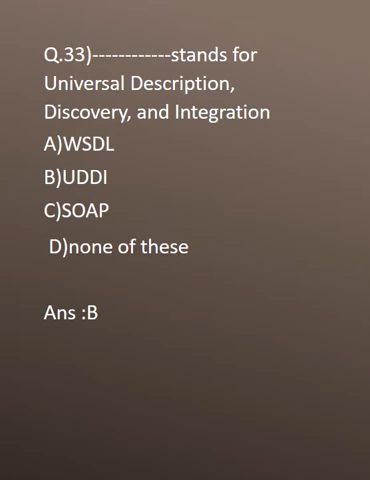 Q.33)------------stands for
Universal Description,
Discovery, and Integration
A)WSDL
B)UDDI
C)SOAP
D)none of these
Ans :B